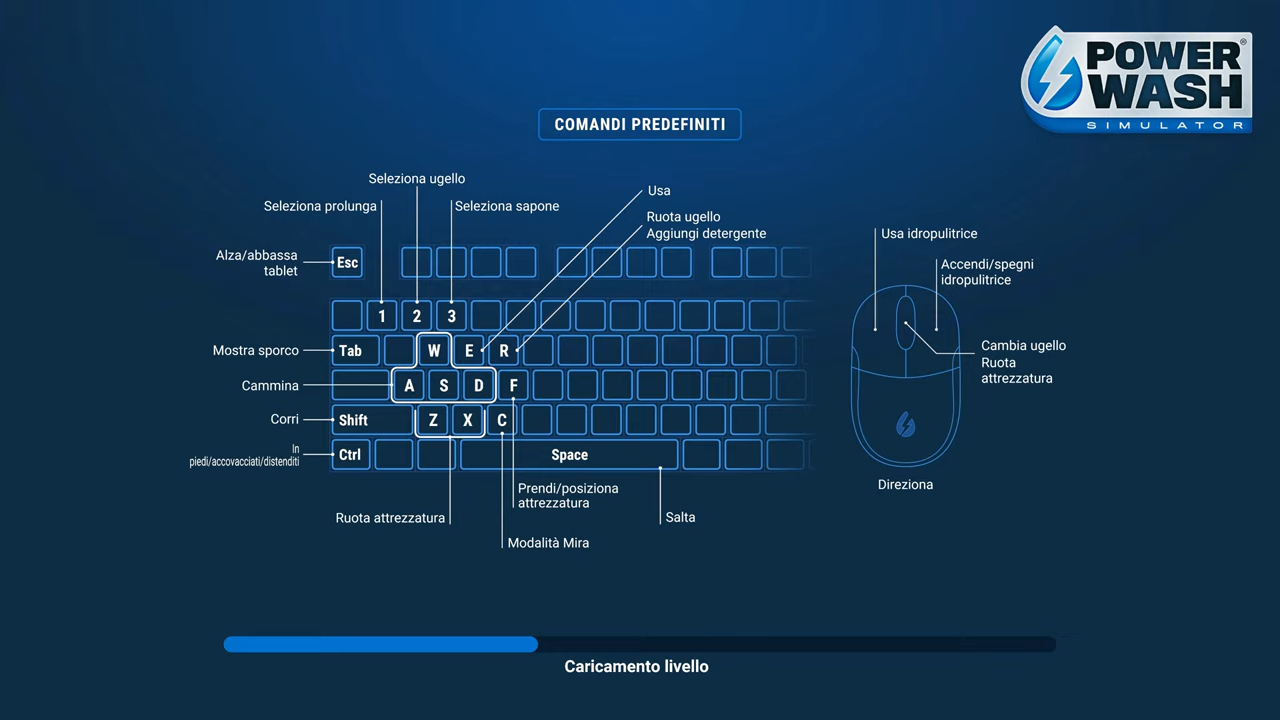 POWER
WASH
SIMULATOR
COMANDI PREDEFINITI
Seleziona ugello
Seleziona prolunga
Seleziona sapone
Usa
Ruota ugello
Aggiungi detergente
Alza/abbassa
tablet
Esc
1 2 3
Mostra sporco
Tab W E R
Cammina
A S D F
Corri
Shift Z X C
In
piedi/accovacciati/distenditi
Ctrl Space
Prendi/posiziona
attrezzatura
Ruota attrezzatura
Salta
Modalità Mira
Usa idropulitrice
Accendi/spegni
idropulitrice
Cambia ugello
Ruota
attrezzatura
Direziona
Caricamento livello